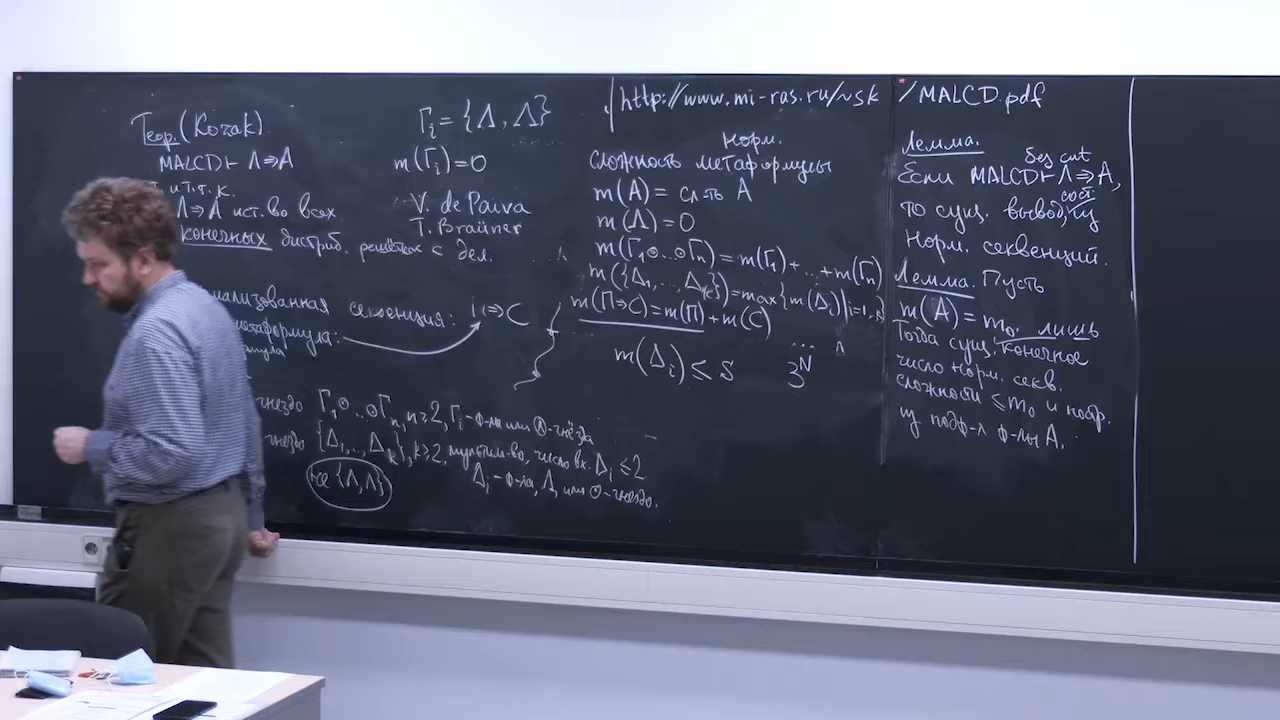 Теор. (Kozak).
MALCD ⊢ Λ ⇒ A
и т. т. к.
Λ ⇒ A ист. во всех
конечных дистриб. решётках с дел.
Γᵢ = {Λ, Λ}
m(Γᵢ) = 0
V. de Paiva
T. Braüner
ализованная секвенция: ⇒ C
метаформула:
гнездо Γ₁⊙..⊙Γₙ, n ≥ 2, Γᵢ - ф-ла или гнёзда
гнездо {Δ₁,..,Δₖ}, k ≥ 2, мультим-во, число вх. Δᵢ ≤ 2
не {Λ, Λ}
Δᵢ - ф-ла, Λ, или ⊙-гнездо.
http://www.mi-ras.ru/~sk/MALCD.pdf
норм.
сложность метаформулы
m(A) = сл-ть A
m(Λ) = 0
m(Γ₁⊙..⊙Γₙ) = m(Γ₁) + ... + m(Γₙ)
m({Δ₁,..., Δₖ}) = max{m(Δᵢ) | i=1,..k
m(Π ⇒ C) = m(Π) + m(C)
m(Δᵢ) ≤ S
3ᴺ
Лемма.
без cut
Если MALCD ⊢ Λ ⇒ A,
сост.
то сущ. вывод, из
норм. секвенций.
Лемма. Пусть
m(A) = m₀. лишь
Тогда сущ. конечное
число норм. секв.
сложности ≤ m₀ и постр.
из подф-л ф-лы A.